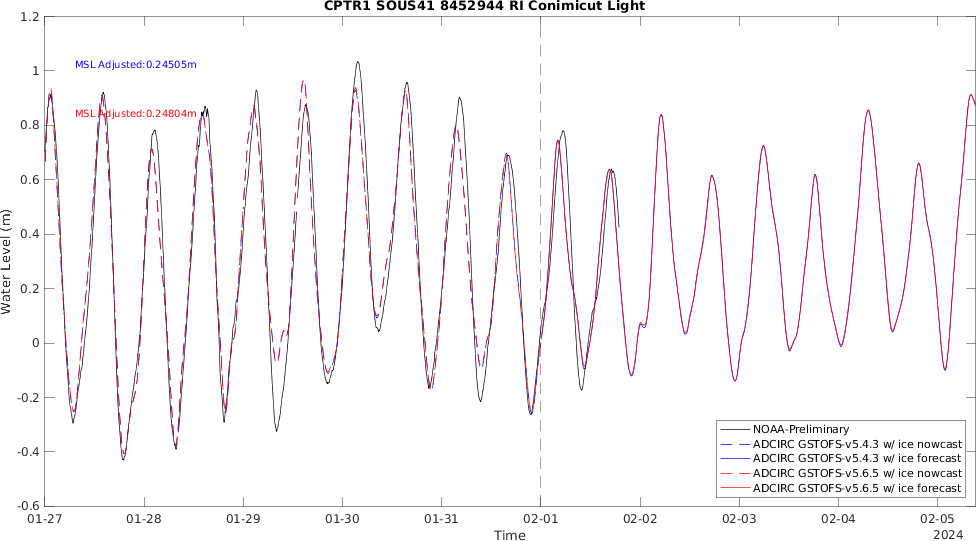 CPTR1 SOUS41 8452944 RI Conimicut Light
1.2
1
0.8
0.6
0.4
0.2
0
-0.2
-0.4
-0.6
Water Level (m)
MSL Adjusted:0.24505m
MSL Adjusted:0.24804m
NOAA-Preliminary
ADCIRC GSTOFS-v5.4.3 w/ ice nowcast
ADCIRC GSTOFS-v5.4.3 w/ ice forecast
ADCIRC GSTOFS-v5.6.5 w/ ice nowcast
ADCIRC GSTOFS-v5.6.5 w/ ice forecast
01-27 01-28 01-29 01-30 01-31 02-01 02-02 02-03 02-04 02-05
Time
2024